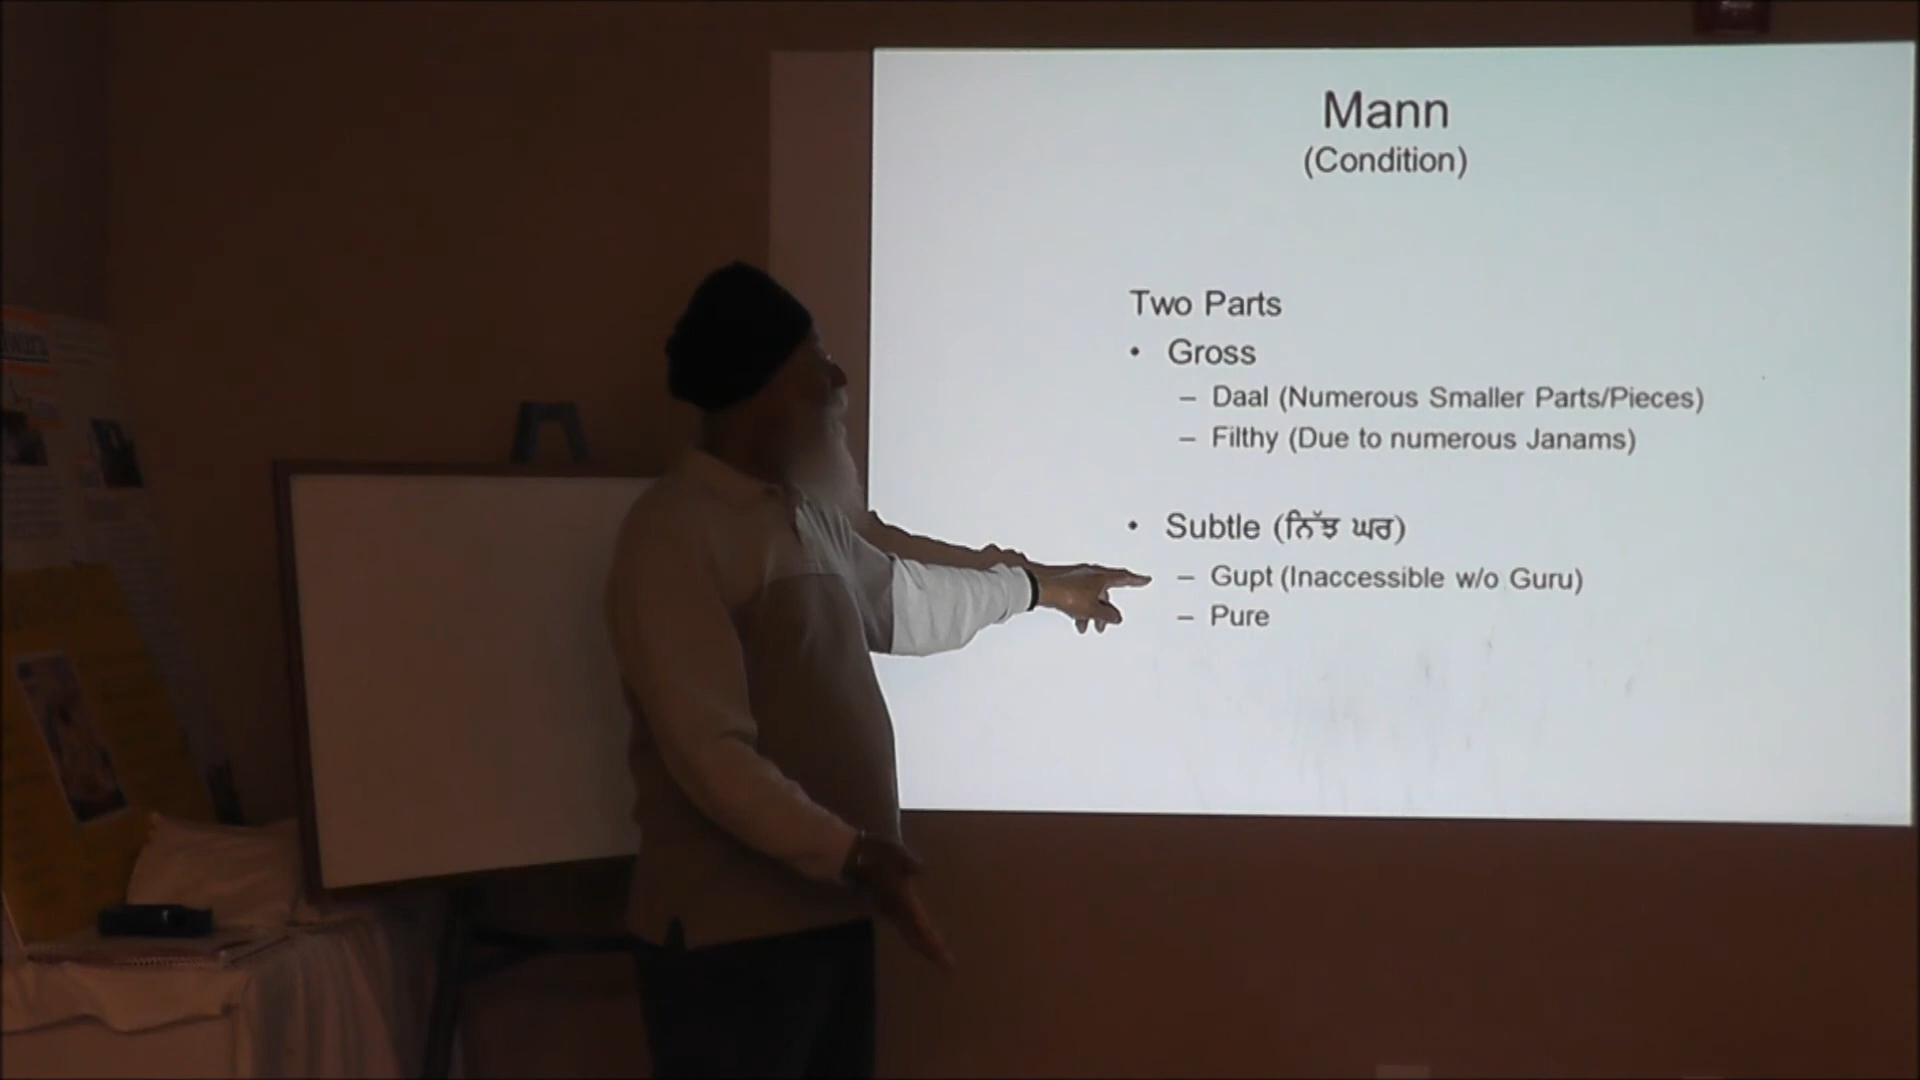 Mann
(Condition)
Two Parts
• Gross
– Daal (Numerous Smaller Parts/Pieces)
– Filthy (Due to numerous Janams)
• Subtle (ਨਿੱਝ ਘਰ)
– Gupt (Inaccessible w/o Guru)
– Pure